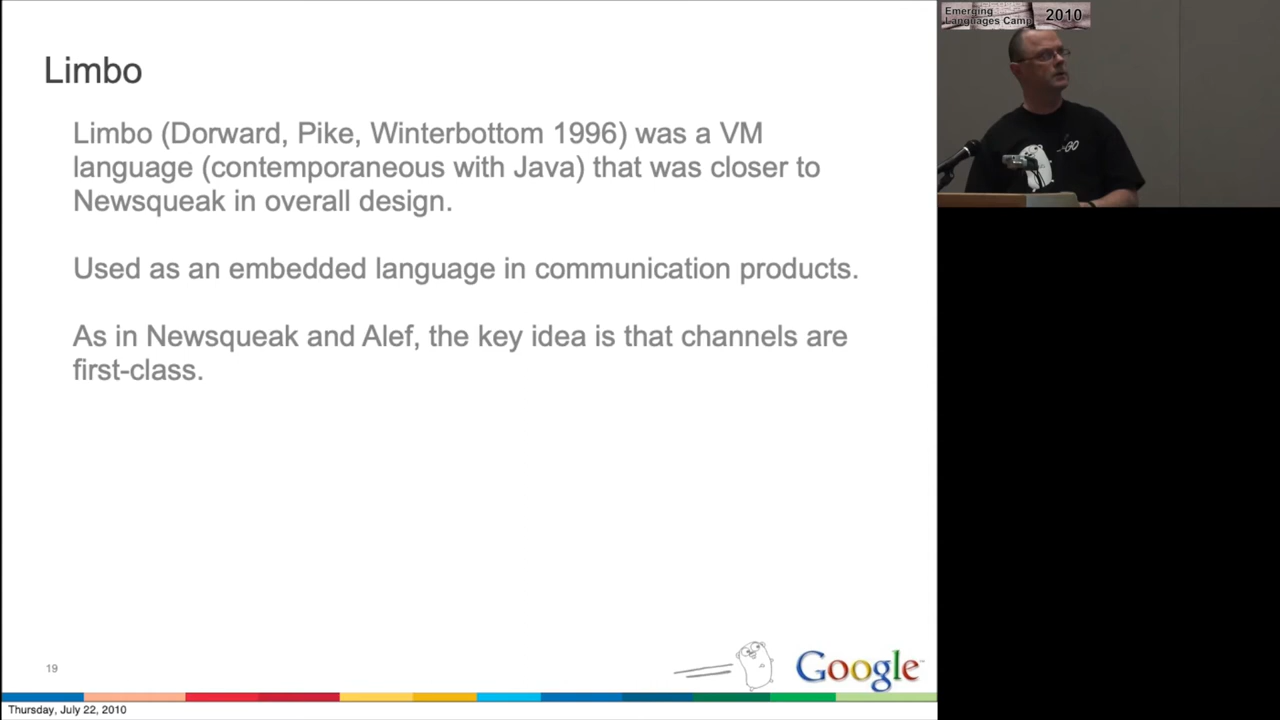 Limbo
Limbo (Dorward, Pike, Winterbottom 1996) was a VM
language (contemporaneous with Java) that was closer to
Newsqueak in overall design.
Used as an embedded language in communication products.
As in Newsqueak and Alef, the key idea is that channels are
first-class.
19
Google
Thursday, July 22, 2010
Emerging
Languages Camp
2010
GO